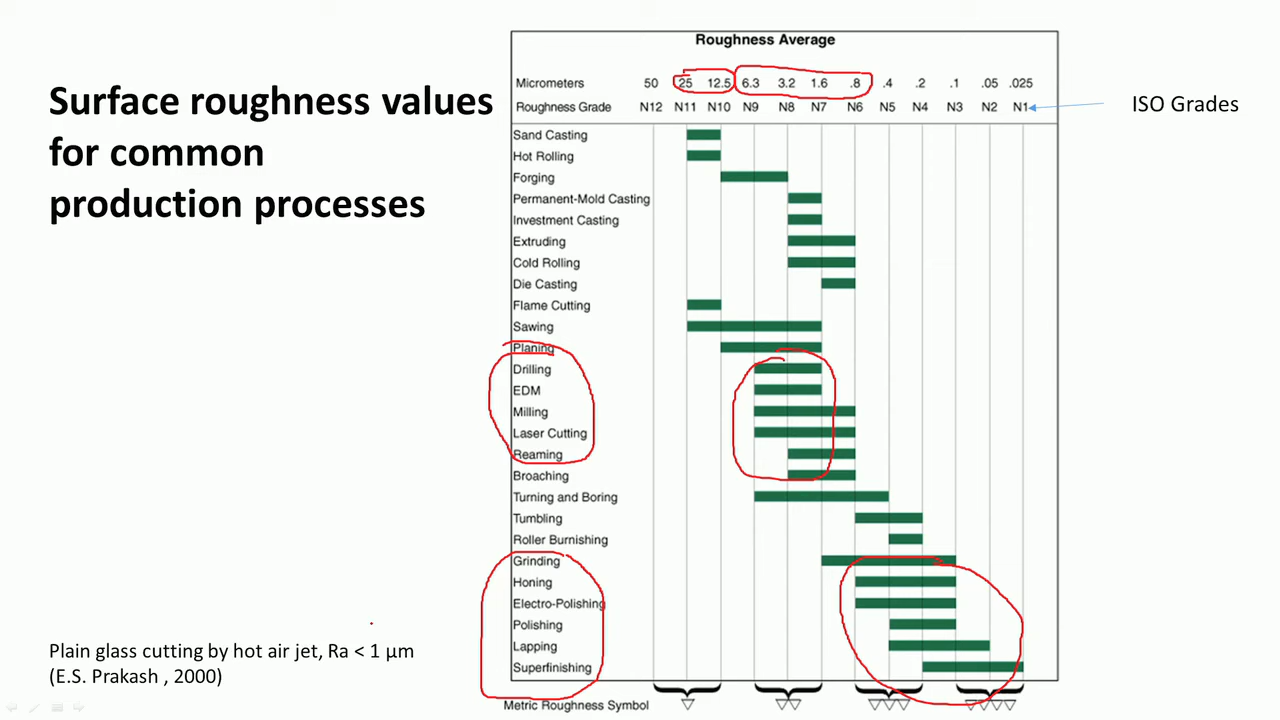 Surface roughness values
for common
production processes
Plain glass cutting by hot air jet, Ra < 1 µm
(E.S. Prakash , 2000)
Roughness Average
Micrometers 50 25 12.5 6.3 3.2 1.6 .8 .4 .2 .1 .05 .025
Roughness Grade N12 N11 N10 N9 N8 N7 N6 N5 N4 N3 N2 N1
ISO Grades
Sand Casting
Hot Rolling
Forging
Permanent-Mold Casting
Investment Casting
Extruding
Cold Rolling
Die Casting
Flame Cutting
Sawing
Planing
Drilling
EDM
Milling
Laser Cutting
Reaming
Broaching
Turning and Boring
Tumbling
Roller Burnishing
Grinding
Honing
Electro-Polishing
Polishing
Lapping
Superfinishing
Metric Roughness Symbol